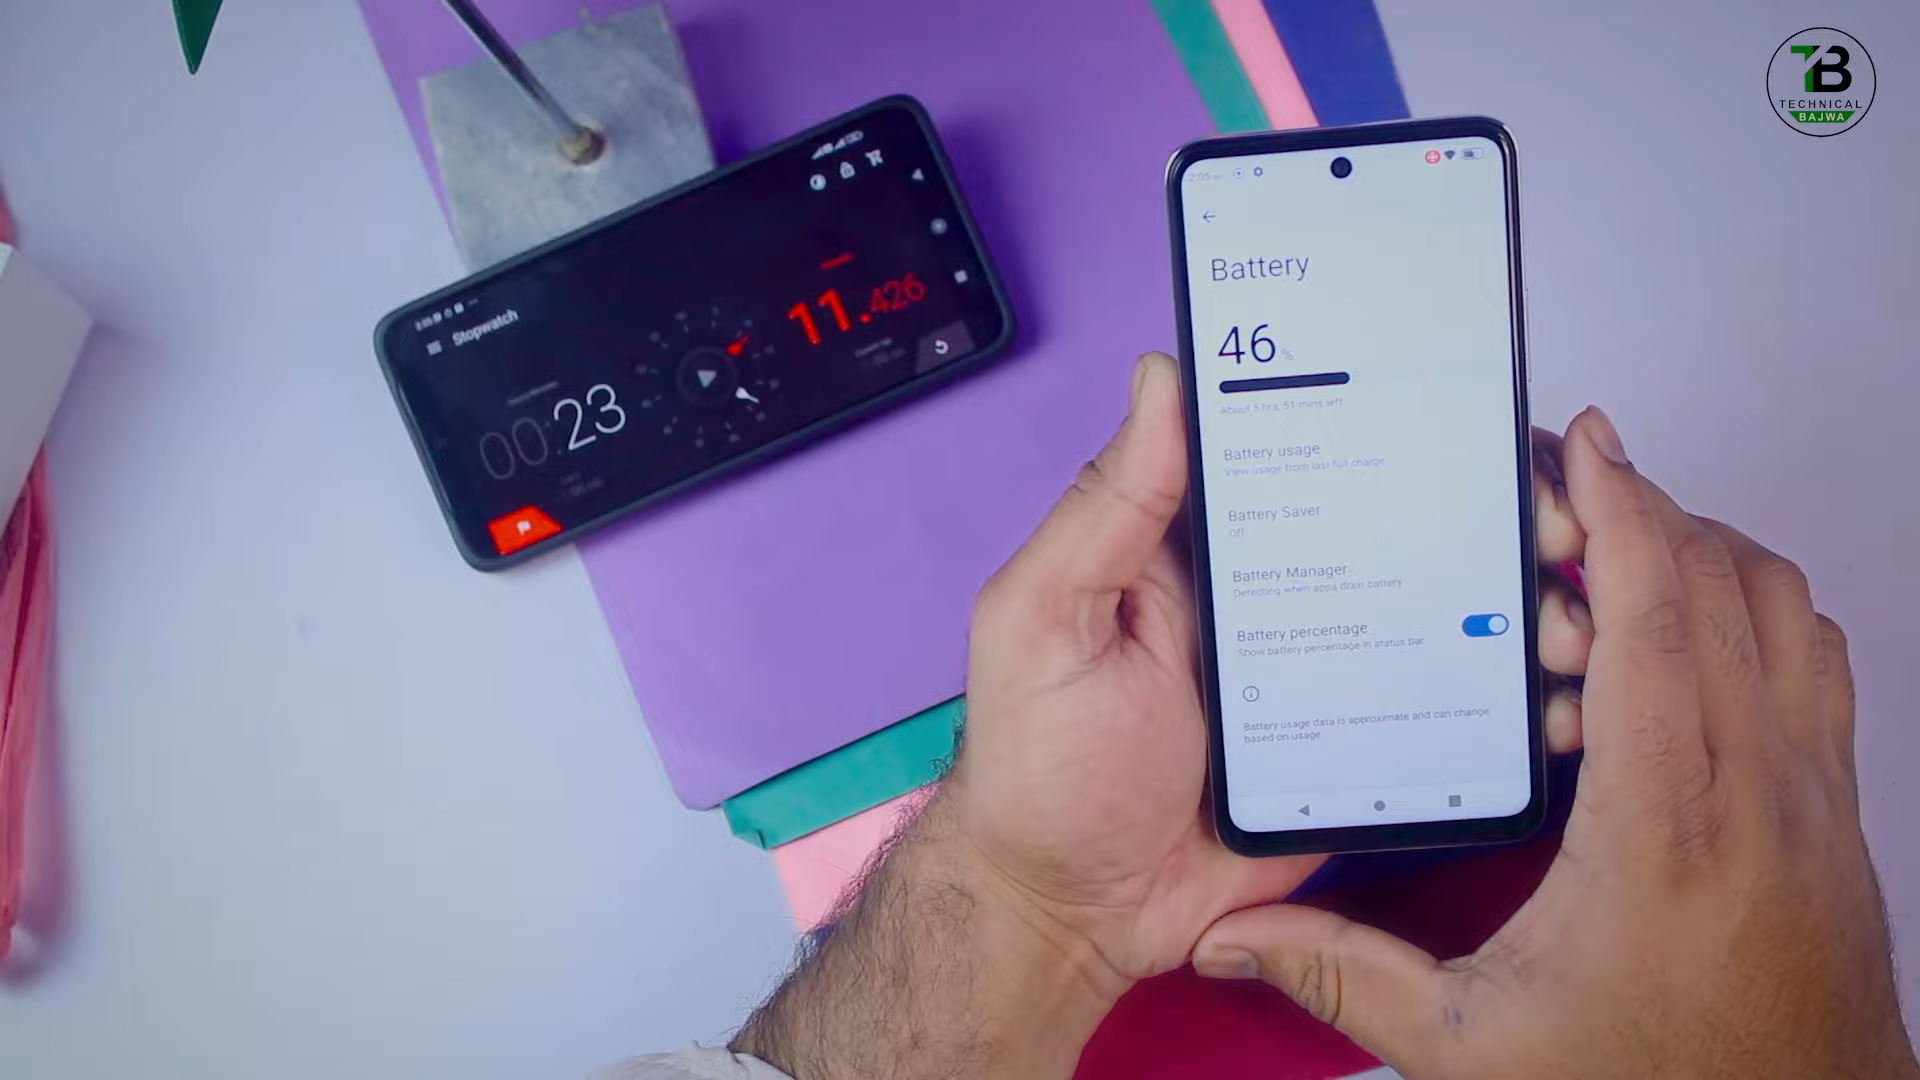 TB
TECHNICAL
BAJWA
Stopwatch
00:23
11.426
2:05
Battery
46 %
About 5 hrs, 51 mins left
Battery usage
View usage from last full charge
Battery Saver
Off
Battery Manager
Detecting when apps drain battery
Battery percentage
Show battery percentage in status bar
Battery usage data is approximate and can change
based on usage